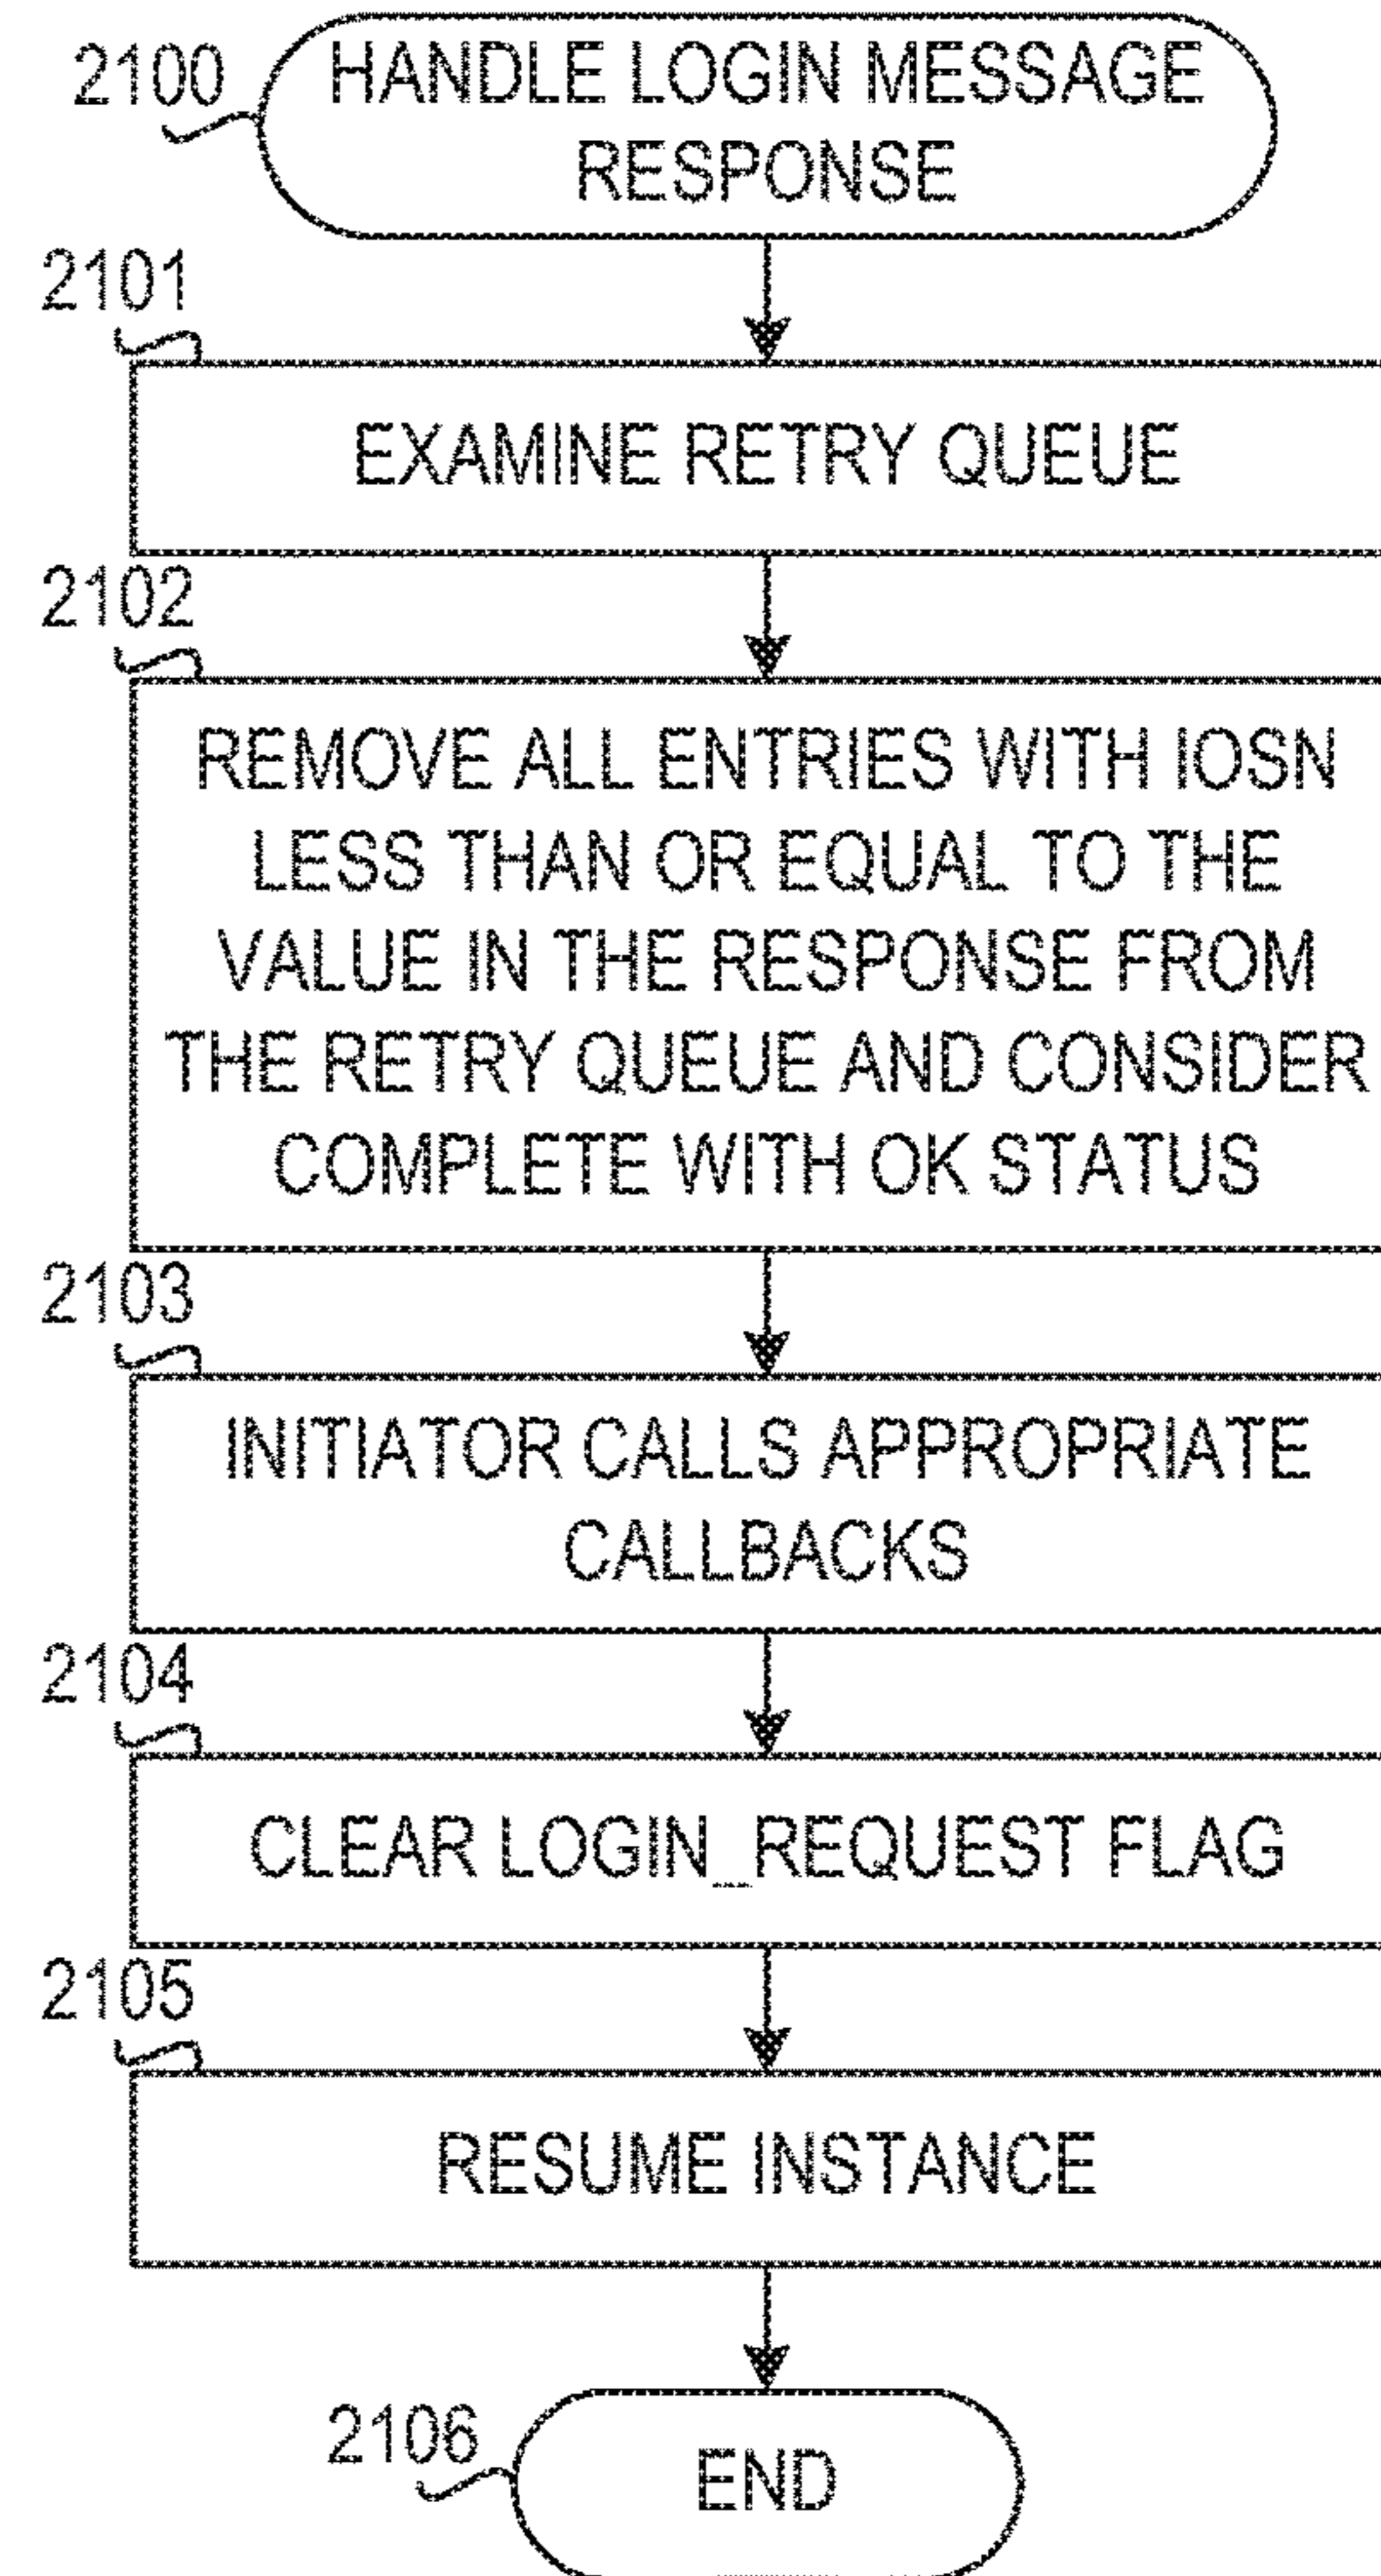 2100
HANDLE LOGIN MESSAGE
RESPONSE
2101
EXAMINE RETRY QUEUE
2102
REMOVE ALL ENTRIES WITH IOSN
LESS THAN OR EQUAL TO THE
VALUE IN THE RESPONSE FROM
THE RETRY QUEUE AND CONSIDER
COMPLETE WITH OK STATUS
2103
INITIATOR CALLS APPROPRIATE
CALLBACKS
2104
CLEAR LOGIN_REQUEST FLAG
2105
RESUME INSTANCE
2106
END